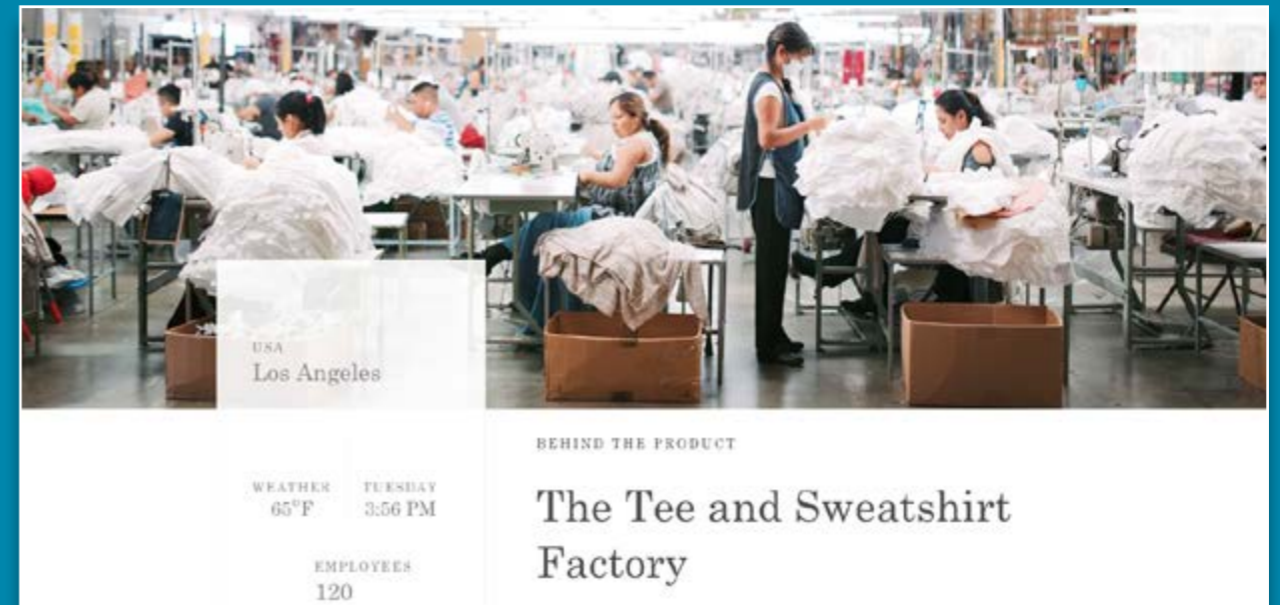 USA
Los Angeles
WEATHER
65°F
TUESDAY
3:56 PM
EMPLOYEES
120
BEHIND THE PRODUCT
The Tee and Sweatshirt
Factory